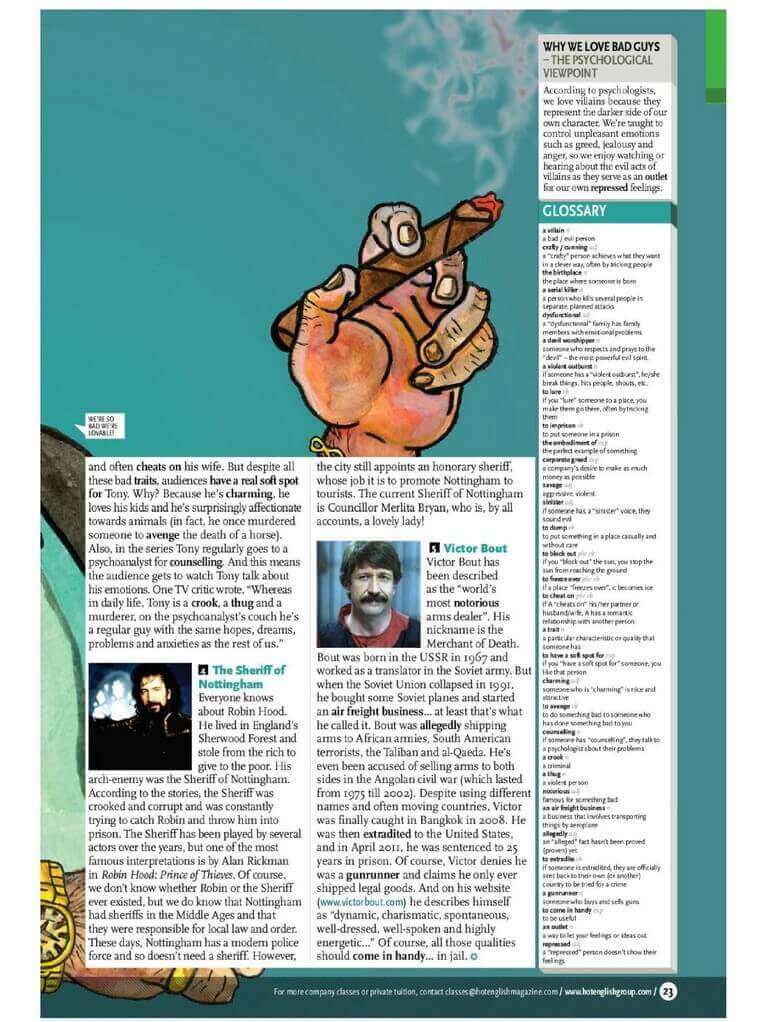 WE'RE SO
BAD WE'RE
LOVABLE!
and often cheats on his wife. But despite all
these bad traits, audiences have a real soft spot
for Tony. Why? Because he's charming, he
loves his kids and he's surprisingly affectionate
towards animals (in fact, he once murdered
someone to avenge the death of a horse).
Also, in the series Tony regularly goes to a
psychoanalyst for counselling. And this means
the audience gets to watch Tony talk about
his emotions. One TV critic wrote, “Whereas
in daily life, Tony is a crook, a thug and a
murderer, on the psychoanalyst's couch he's
a regular guy with the same hopes, dreams,
problems and anxieties as the rest of us.”
4 The Sheriff of
Nottingham
Everyone knows
about Robin Hood.
He lived in England's
Sherwood Forest and
stole from the rich to
give to the poor. His
arch-enemy was the Sheriff of Nottingham.
According to the stories, the Sheriff was
crooked and corrupt and was constantly
trying to catch Robin and throw him into
prison. The Sheriff has been played by several
actors over the years, but one of the most
famous interpretations is by Alan Rickman
in Robin Hood: Prince of Thieves. Of course,
we don't know whether Robin or the Sheriff
ever existed, but we do know that Nottingham
had sheriffs in the Middle Ages and that
they were responsible for local law and order.
These days, Nottingham has a modern police
force and so doesn't need a sheriff. However,
the city still appoints an honorary sheriff,
whose job it is to promote Nottingham to
tourists. The current Sheriff of Nottingham
is Councillor Merlita Bryan, who is, by all
accounts, a lovely lady!
5 Victor Bout
Victor Bout has
been described
as the “world's
most notorious
arms dealer”. His
nickname is the
Merchant of Death.
Bout was born in the USSR in 1967 and
worked as a translator in the Soviet army. But
when the Soviet Union collapsed in 1991,
he bought some Soviet planes and started
an air freight business... at least that's what
he called it. Bout was allegedly shipping
arms to African armies, South American
terrorists, the Taliban and al-Qaeda. He's
even been accused of selling arms to both
sides in the Angolan civil war (which lasted
from 1975 till 2002). Despite using different
names and often moving countries, Victor
was finally caught in Bangkok in 2008. He
was then extradited to the United States,
and in April 2011, he was sentenced to 25
years in prison. Of course, Victor denies he
was a gunrunner and claims he only ever
shipped legal goods. And on his website
(www.victorbout.com) he describes himself
as “dynamic, charismatic, spontaneous,
well-dressed, well-spoken and highly
energetic...” Of course, all those qualities
should come in handy... in jail.
WHY WE LOVE BAD GUYS
– THE PSYCHOLOGICAL
VIEWPOINT
According to psychologists,
we love villains because they
represent the darker side of our
own character. We're taught to
control unpleasant emotions
such as greed, jealousy and
anger, so we enjoy watching or
hearing about the evil acts of
villains as they serve as an outlet
for our own repressed feelings.
GLOSSARY
a villain n
a bad / evil person
crafty / cunning adj
a “crafty” person achieves what they want
in a clever way, often by tricking people
the birthplace n
the place where someone is born
a serial killer n
a person who kills several people in
separate, planned attacks
dysfunctional adj
a “dysfunctional” family has family
members with emotional problems
a devil worshipper n
someone who respects and prays to the
“devil” – the most powerful evil spirit.
a violent outburst n
if someone has a “violent outburst”, he/she
break things, hits people, shouts, etc.
to lure vb
if you “lure” someone to a place, you
make them go there, often by tricking
them
to imprison vb
to put someone in a prison
the embodiment of exp
the perfect example of something
corporate greed exp
a company's desire to make as much
money as possible
savage adj
aggressive, violent
sinister adj
if someone has a “sinister” voice, they
sound evil
to dump vb
to put something in a place casually and
without care
to block out phr vb
if you “block out” the sun, you stop the
sun from reaching the ground
to freeze over phr vb
if a place “freezes over”, it becomes ice
to cheat on phr vb
if A “cheats on” his/her partner or
husband/wife, A has a romantic
relationship with another person
a trait n
a particular characteristic or quality that
someone has
to have a soft spot for exp
if you “have a soft spot for” someone, you
like that person
charming adj
someone who is “charming” is nice and
attractive
to avenge vb
to do something bad to someone who
has done something bad to you
counselling n
if someone has “counselling”, they talk to
a psychologist about their problems
a crook n
a criminal
a thug n
a violent person
notorious adj
famous for something bad
an air freight business n
a business that involves transporting
things by aeroplane
allegedly adj
an “alleged” fact hasn't been proved
(proven) yet
to extradite vb
if someone is extradited, they are officially
sent back to their own (or another)
country to be tried for a crime
a gunrunner n
someone who buys and sells guns
to come in handy exp
to be useful
an outlet n
a way to let your feelings or ideas out
repressed adj
a “repressed” person doesn't show their
feelings
For more company classes or private tuition, contact classes@hotenglishmagazine.com / www.hotenglishgroup.com / 23